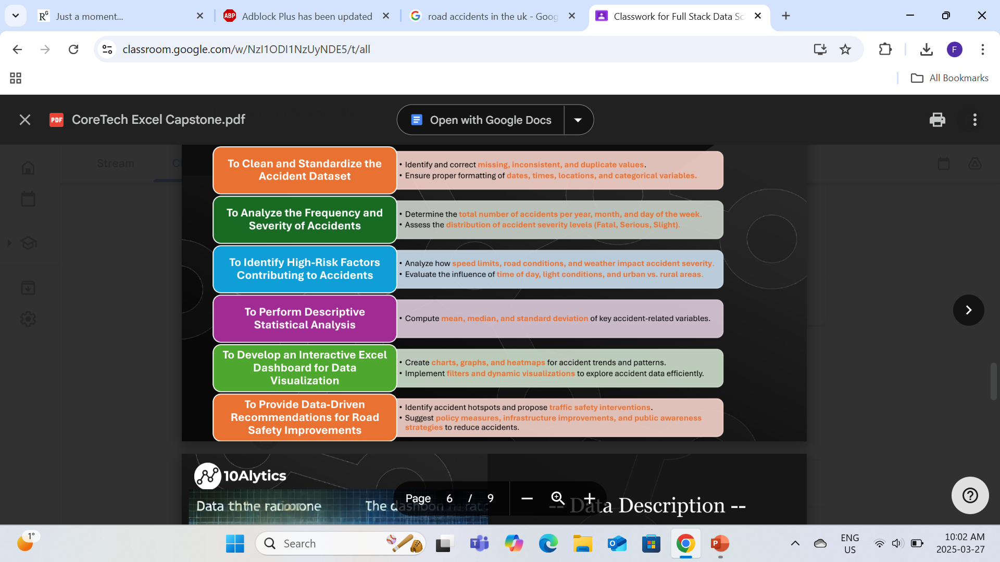 Just a moment...
Adblock Plus has been updated
road accidents in the uk - Goog
Classwork for Full Stack Data Sc
classroom.google.com/w/NzI1ODI1NzUyNDE5/t/all
F
All Bookmarks
PDF
CoreTech Excel Capstone.pdf
Open with Google Docs
Stream
To Clean and Standardize the
Accident Dataset
• Identify and correct missing, inconsistent, and duplicate values.
• Ensure proper formatting of dates, times, locations, and categorical variables.
To Analyze the Frequency and
Severity of Accidents
• Determine the total number of accidents per year, month, and day of the week.
• Assess the distribution of accident severity levels (Fatal, Serious, Slight).
To Identify High-Risk Factors
Contributing to Accidents
• Analyze how speed limits, road conditions, and weather impact accident severity.
• Evaluate the influence of time of day, light conditions, and urban vs. rural areas.
To Perform Descriptive
Statistical Analysis
• Compute mean, median, and standard deviation of key accident-related variables.
To Develop an Interactive Excel
Dashboard for Data
Visualization
• Create charts, graphs, and heatmaps for accident trends and patterns.
• Implement filters and dynamic visualizations to explore accident data efficiently.
To Provide Data-Driven
Recommendations for Road
Safety Improvements
• Identify accident hotspots and propose traffic safety interventions.
• Suggest policy measures, infrastructure improvements, and public awareness
strategies to reduce accidents.
10Alytics
Data
The
Page 6 / 9
-- Data Description --
1°
Search
ENG
US
10:02 AM
2025-03-27